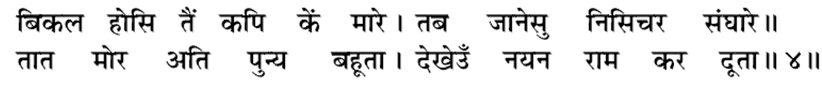 बिकल होसि तैं कपि कें मारे। तब जानेसु निसिचर संघारे॥
तात मोर अति पुन्य बहूता। देखेउँ नयन राम कर दूता॥ ४॥